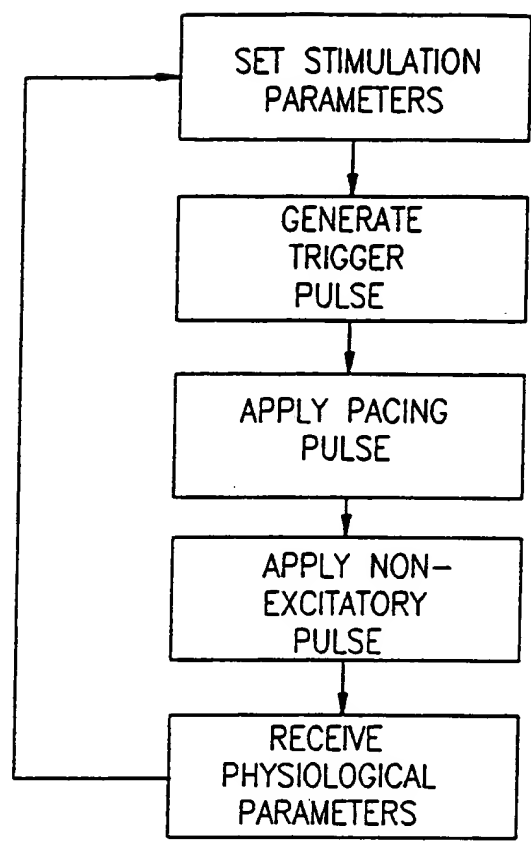 SET STIMULATION
PARAMETERS
GENERATE
TRIGGER
PULSE
APPLY PACING
PULSE
APPLY NON-
EXCITATORY
PULSE
RECEIVE
PHYSIOLOGICAL
PARAMETERS